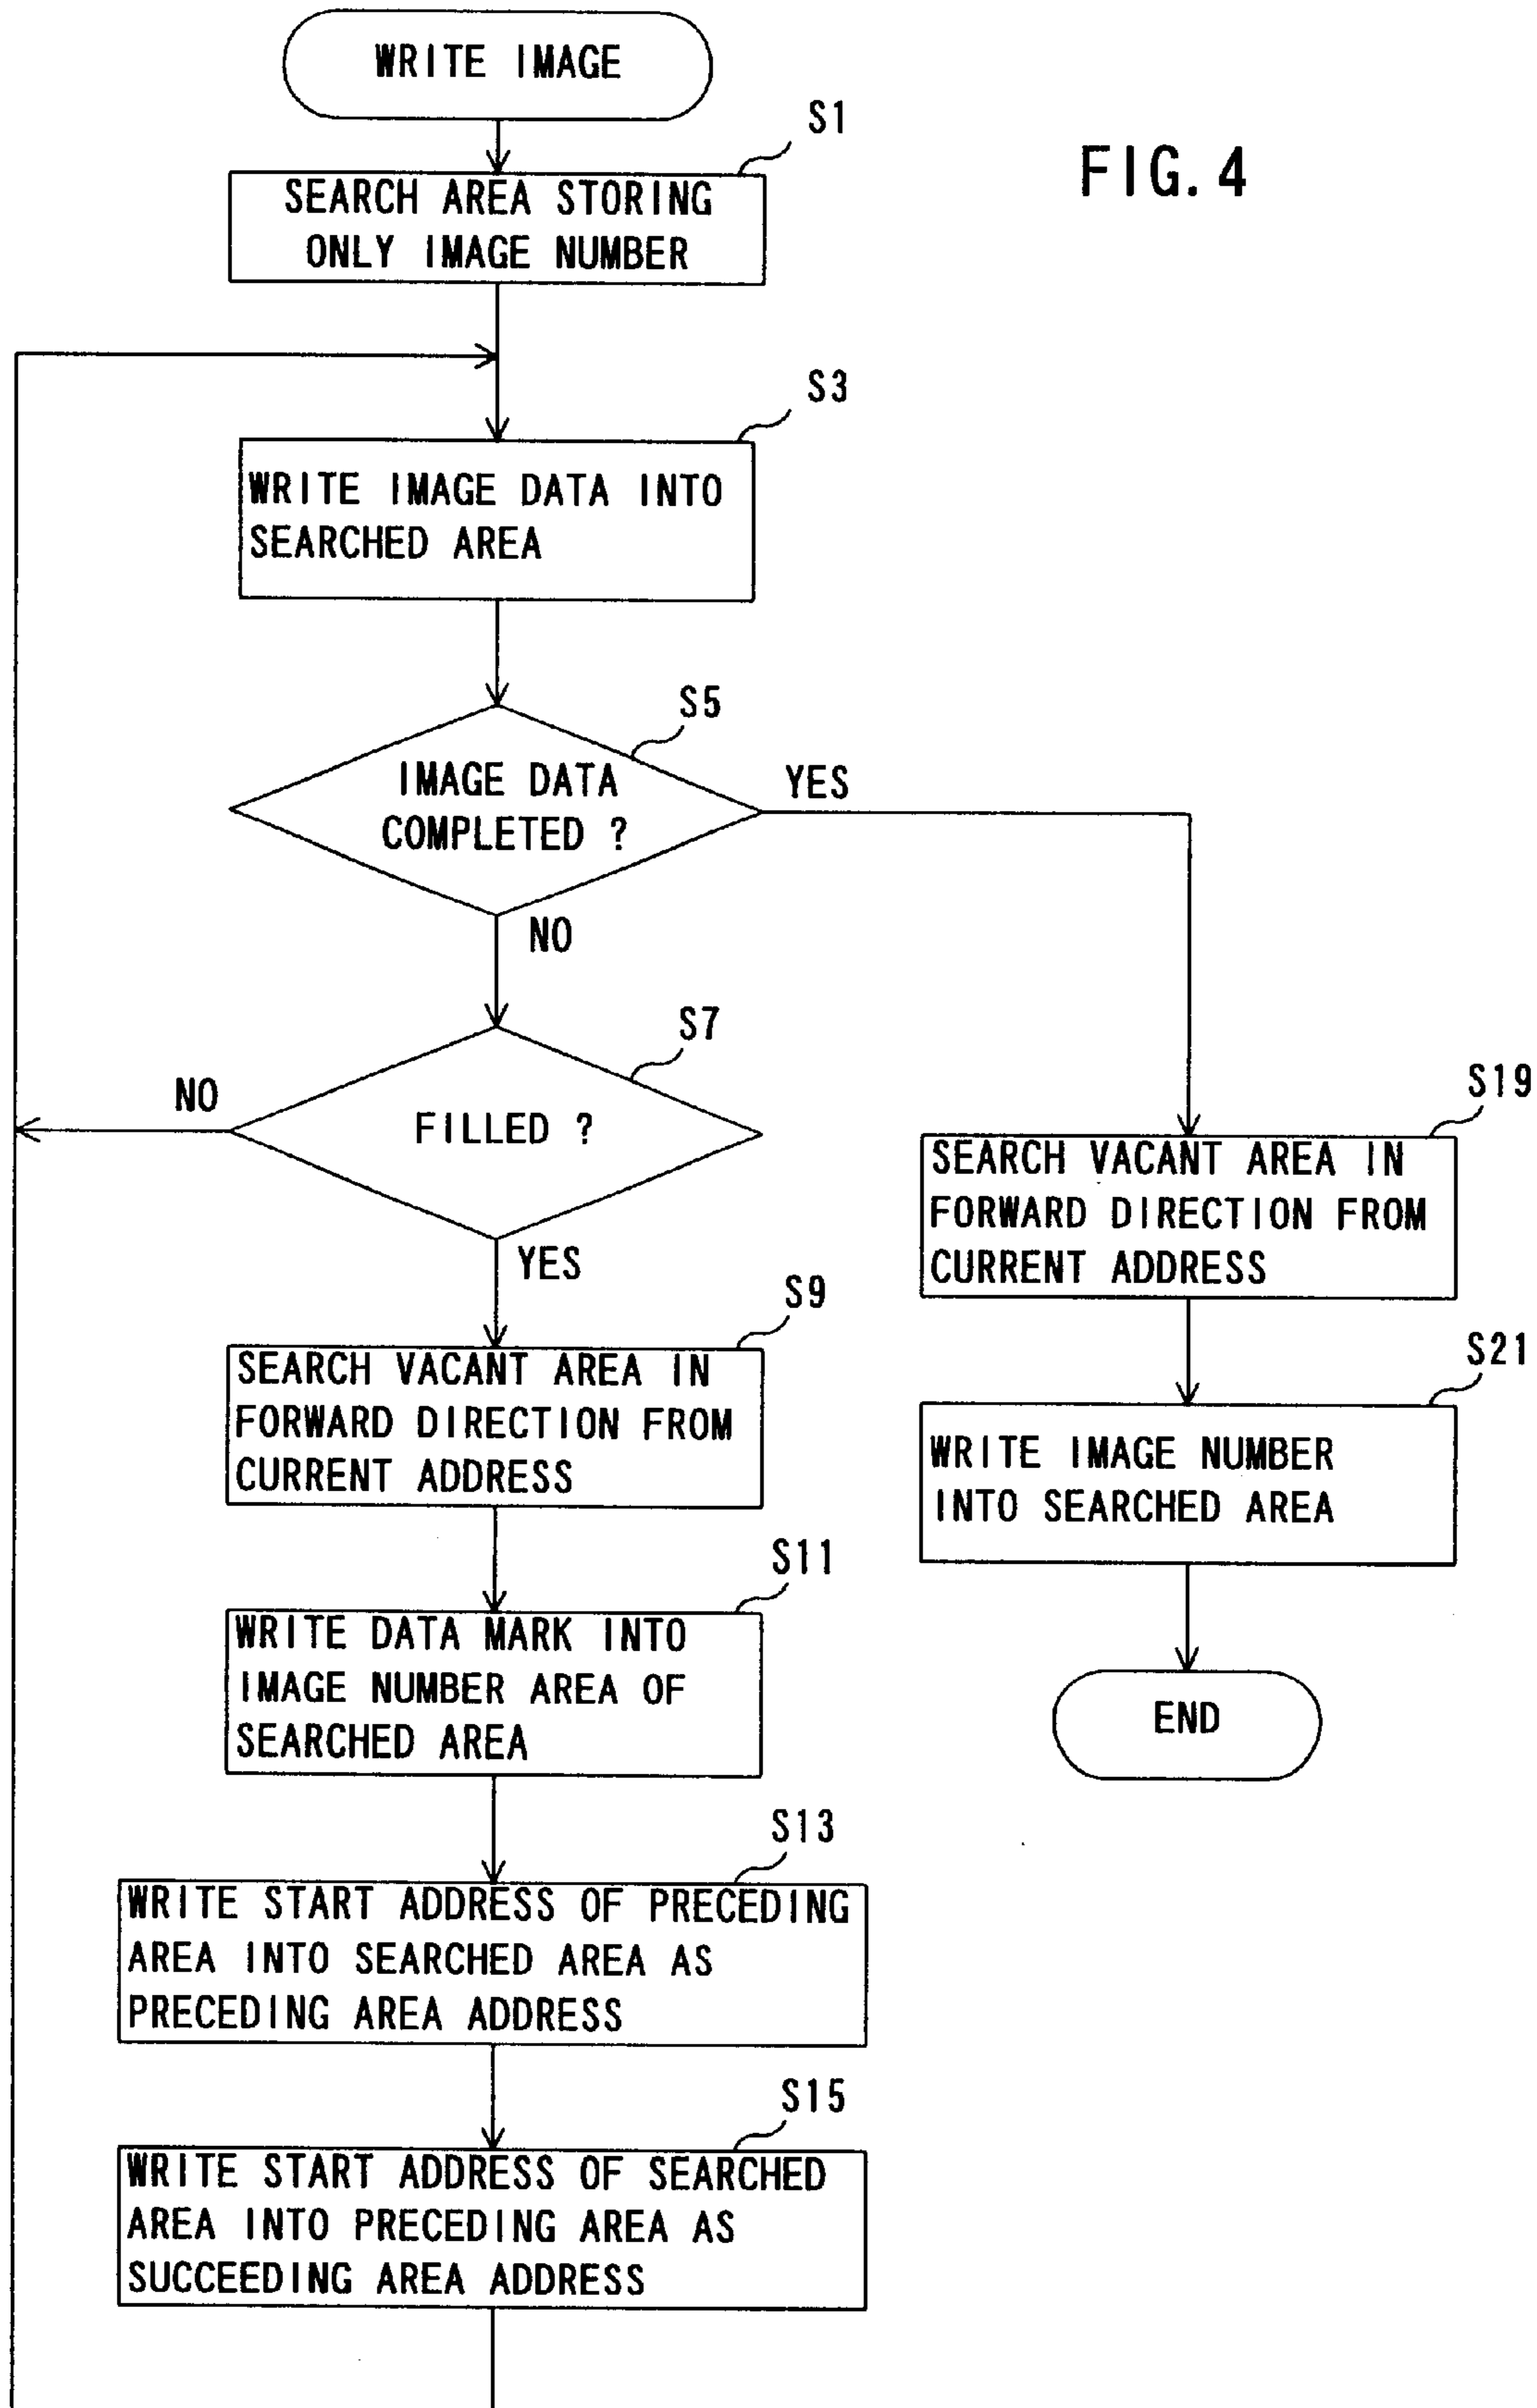 WRITE IMAGE
S1
FIG. 4
SEARCH AREA STORING
ONLY IMAGE NUMBER
S3
WRITE IMAGE DATA INTO
SEARCHED AREA
S5
IMAGE DATA
COMPLETED ?
YES
NO
S7
NO
FILLED ?
YES
S19
SEARCH VACANT AREA IN
FORWARD DIRECTION FROM
CURRENT ADDRESS
S9
SEARCH VACANT AREA IN
FORWARD DIRECTION FROM
CURRENT ADDRESS
S21
WRITE IMAGE NUMBER
INTO SEARCHED AREA
S11
WRITE DATA MARK INTO
IMAGE NUMBER AREA OF
SEARCHED AREA
END
S13
WRITE START ADDRESS OF PRECEDING
AREA INTO SEARCHED AREA AS
PRECEDING AREA ADDRESS
S15
WRITE START ADDRESS OF SEARCHED
AREA INTO PRECEDING AREA AS
SUCCEEDING AREA ADDRESS